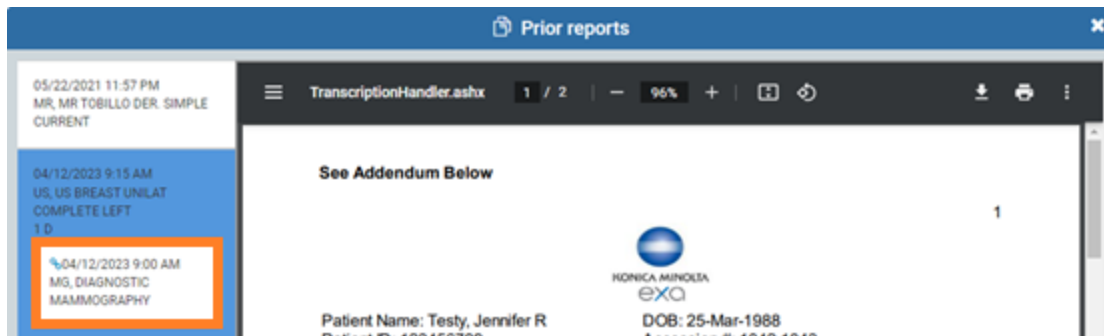 Prior reports
05/22/2021 11:57 PM
MR, MR TOBILLO DER. SIMPLE
CURRENT
04/12/2023 9:15 AM
US, US BREAST UNILAT
COMPLETE LEFT
1 D
04/12/2023 9:00 AM
MG, DIAGNOSTIC
MAMMOGRAPHY
TranscriptionHandler.ashx 1 / 2 96%
See Addendum Below
1
KONICA MINOLTA
exa
Patient Name: Testy, Jennifer R DOB: 25-Mar-1988